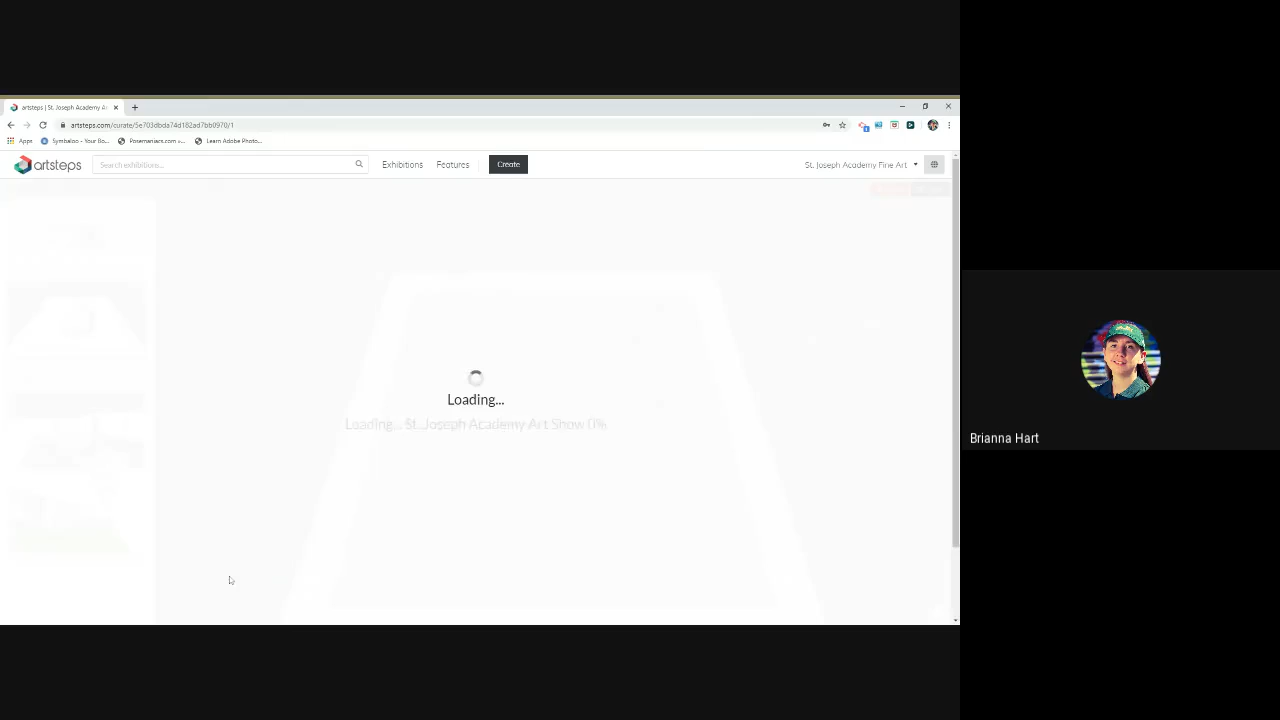 artsteps | St. Joseph Academy Ar
artsteps.com/curate/5e703dbda74d182ad7bb0970/1
Apps
Symbaloo - Your Bo...
Posemaniacs.com »...
Learn Adobe Photo...
artsteps
Search exhibitions...
Exhibitions
Features
Create
St. Joseph Academy Fine Art
Loading...
Loading... St. Joseph Academy Art Show 0%
Brianna Hart